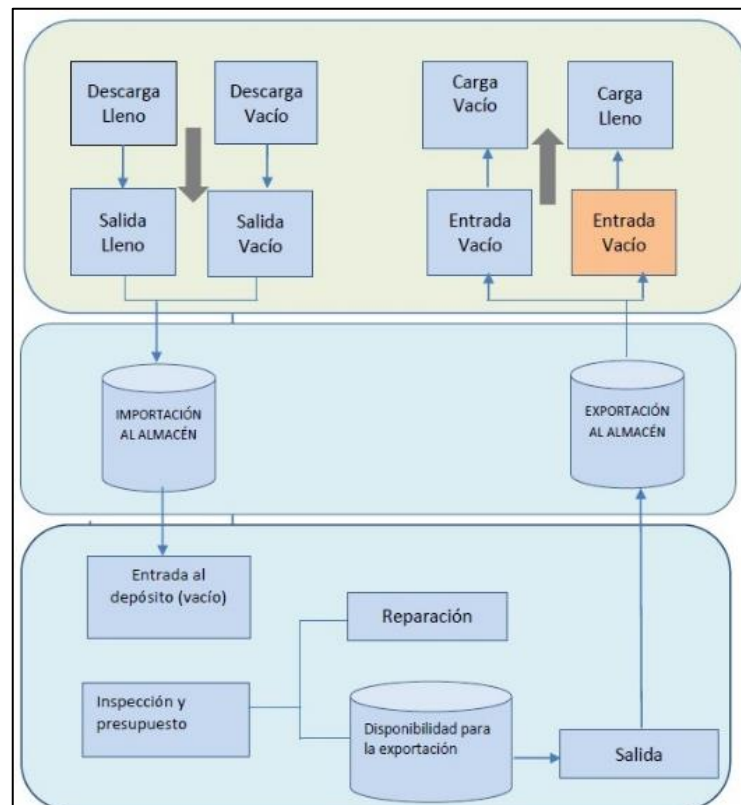 Descarga
Lleno
Descarga
Vacío
Carga
Vacío
Carga
Lleno
Salida
Lleno
Salida
Vacío
Entrada
Vacío
Entrada
Vacío
IMPORTACIÓN
AL ALMACÉN
EXPORTACIÓN
AL ALMACÉN
Entrada al
depósito (vacío)
Reparación
Inspección y
presupuesto
Disponibilidad para
la exportación
Salida